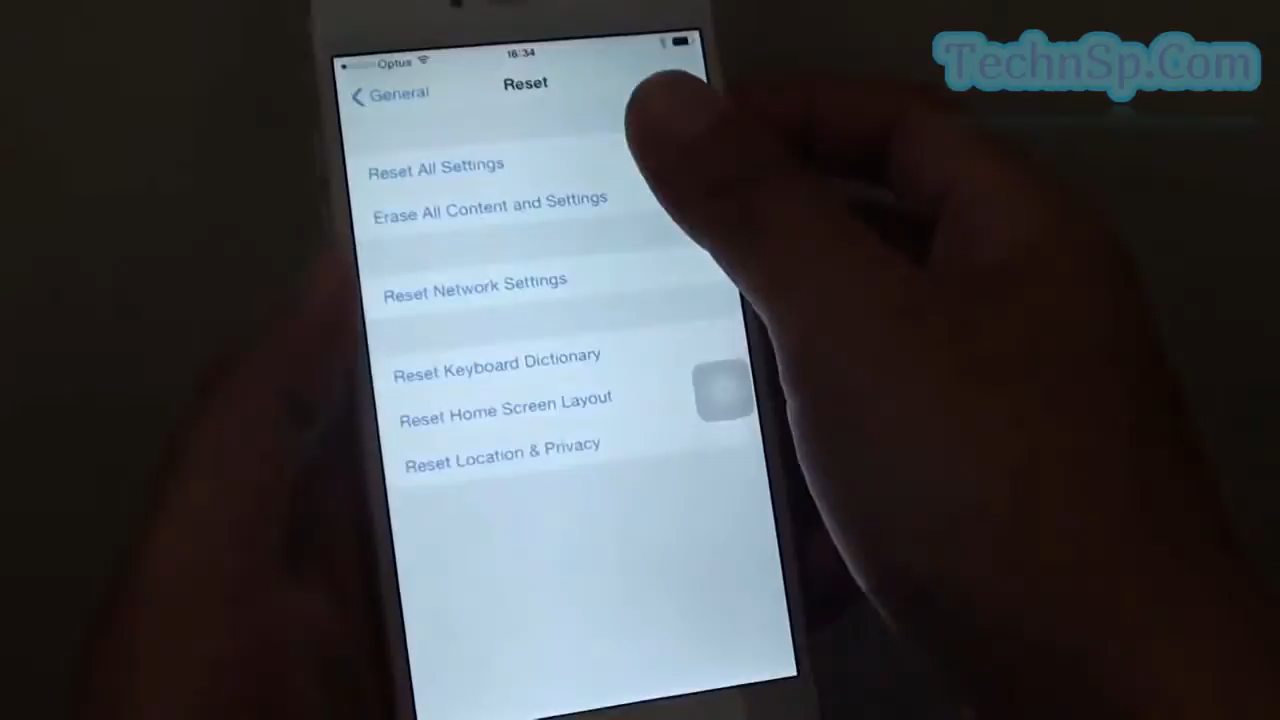 TechnSp.Com
Optus
16:34
General
Reset
Reset All Settings
Erase All Content and Settings
Reset Network Settings
Reset Keyboard Dictionary
Reset Home Screen Layout
Reset Location & Privacy